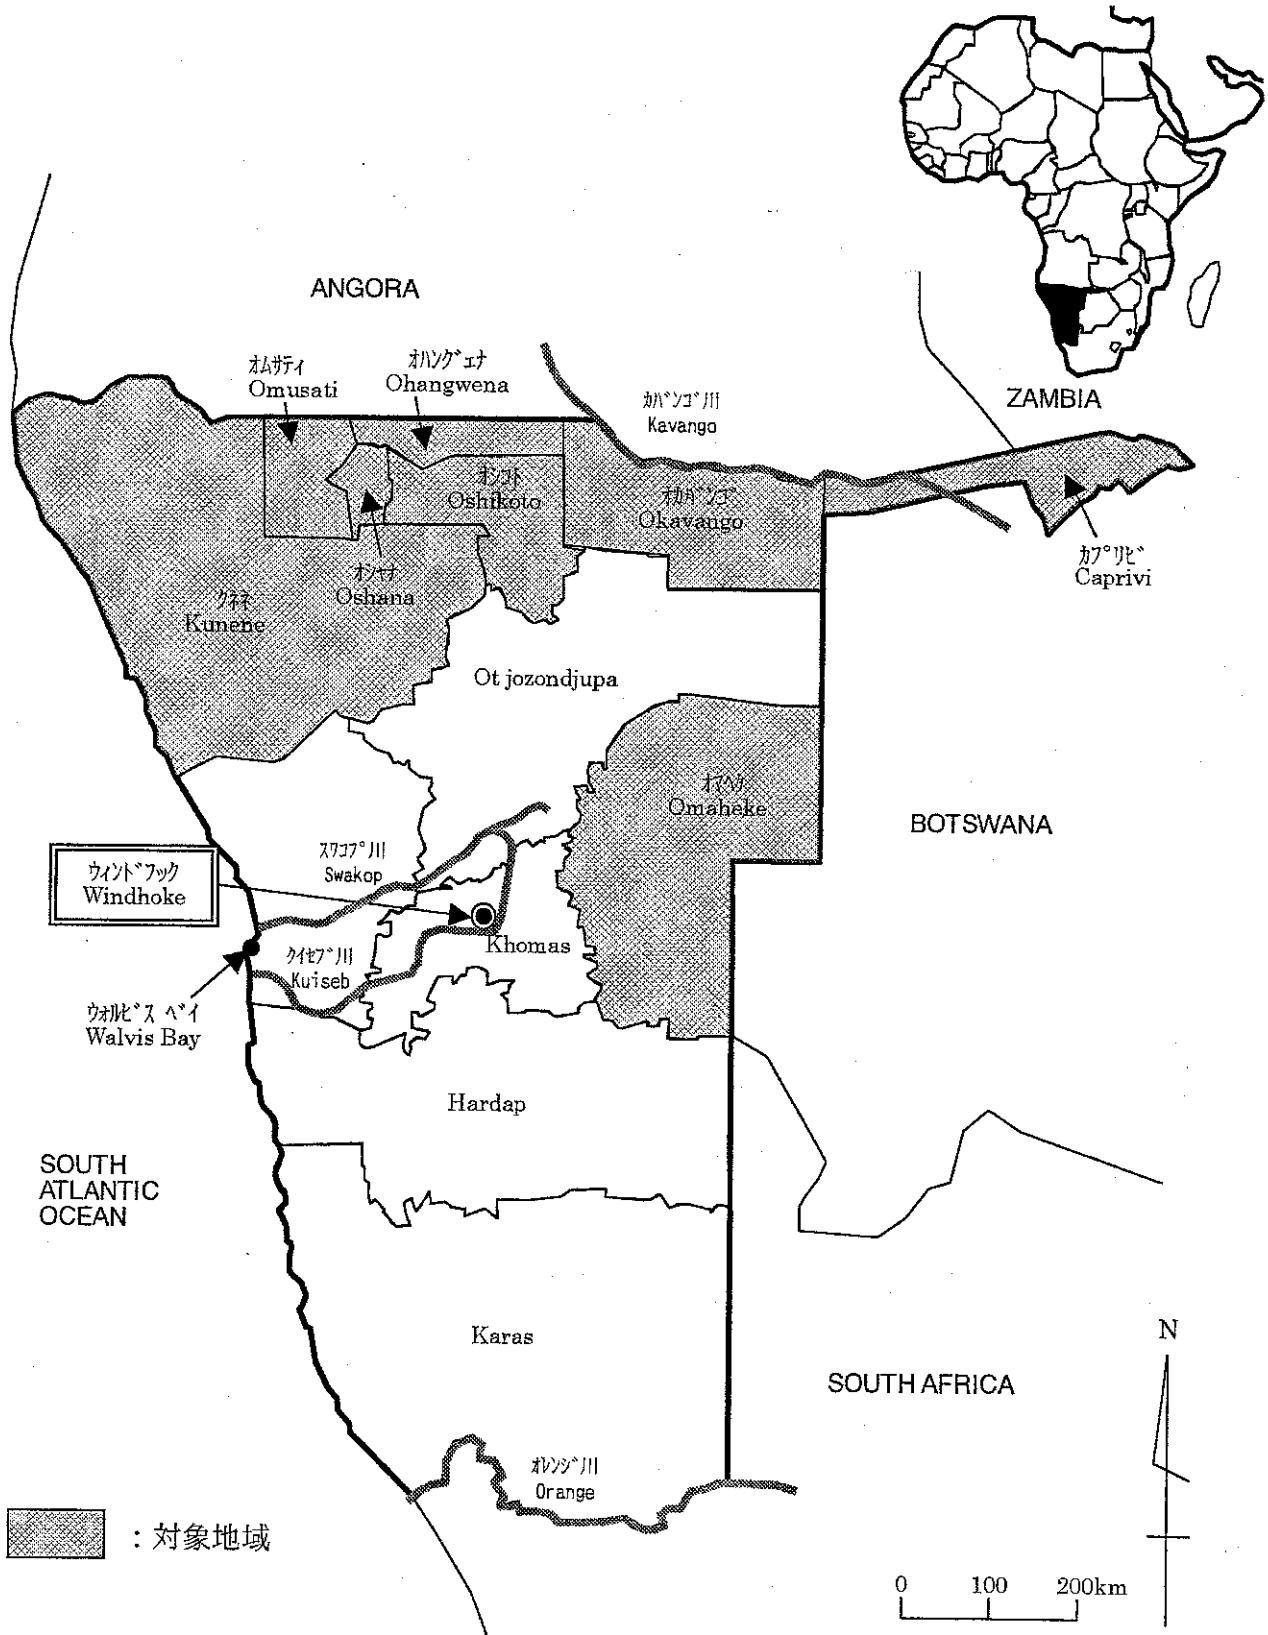 ANGORA
オムサティ
Omusati
オハングェナ
Ohangwena
カバンゴ川
Kavango
ZAMBIA
オシコト
Oshikoto
オカバンゴ
Okavango
カプリビ
Caprivi
オシャナ
Oshana
クネネ
Kunene
Ot jozondjupa
オマヘケ
Omaheke
BOTSWANA
スワコプ川
Swakop
ウィンドフック
Windhoke
Khomas
クイセブ川
Kuiseb
ウォルビス ベイ
Walvis Bay
Hardap
SOUTH
ATLANTIC
OCEAN
Karas
N
SOUTH AFRICA
オレンジ川
Orange
：対象地域
0 100 200km